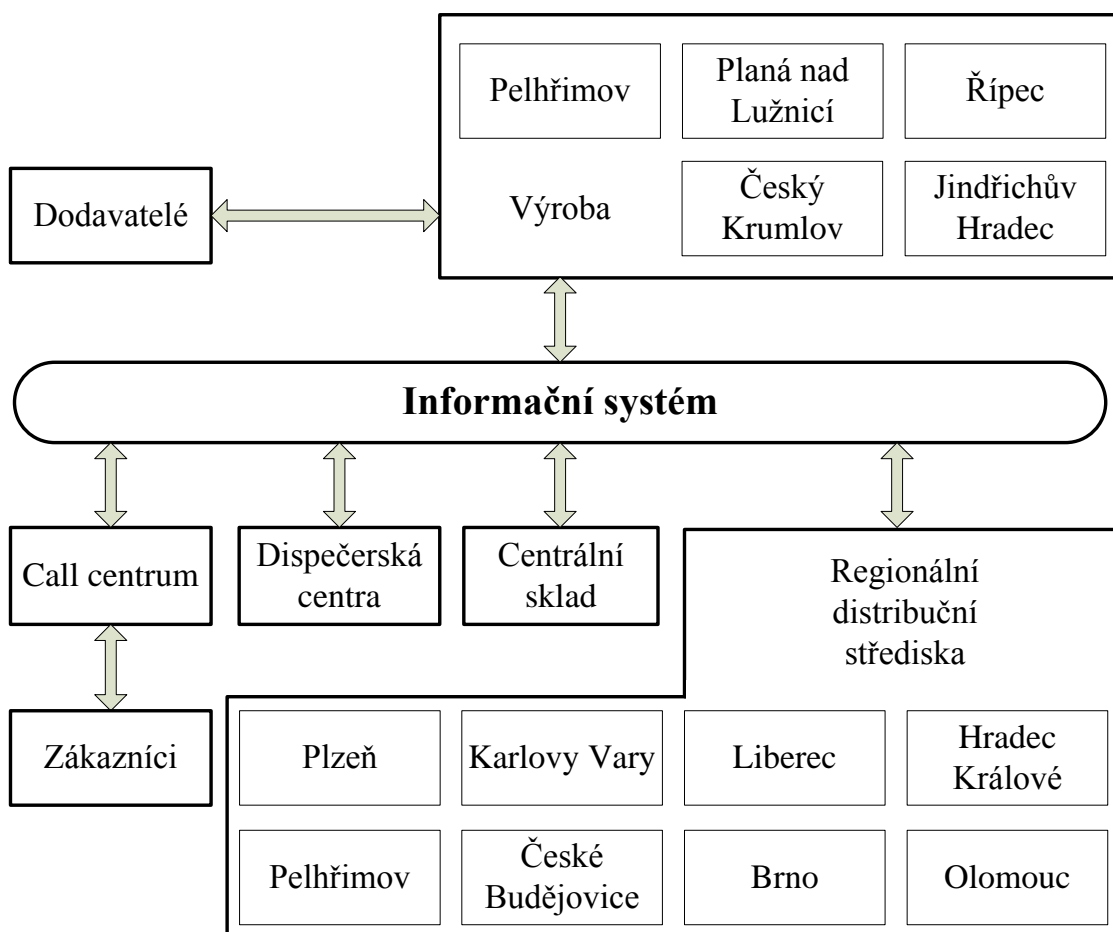 Pelhřimov
Planá nad
Lužnicí
Řípec
Dodavatelé
Výroba
Český
Krumlov
Jindřichův
Hradec
Informační systém
Call centrum
Dispečerská
centra
Centrální
sklad
Regionální
distribuční
střediska
Zákazníci
Plzeň
Karlovy Vary
Liberec
Hradec
Králové
Pelhřimov
České
Budějovice
Brno
Olomouc